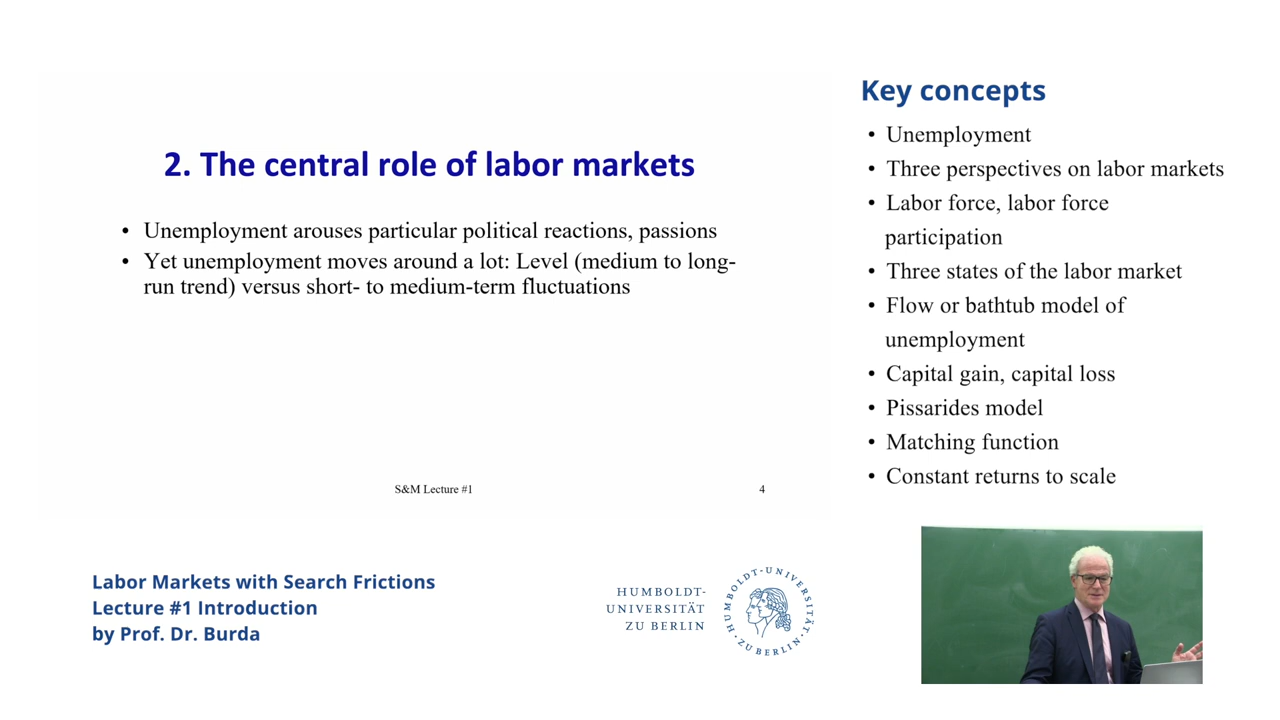 2. The central role of labor markets
• Unemployment arouses particular political reactions, passions
• Yet unemployment moves around a lot: Level (medium to long-
run trend) versus short- to medium-term fluctuations
S&M Lecture #1
4
Key concepts
• Unemployment
• Three perspectives on labor markets
• Labor force, labor force
participation
• Three states of the labor market
• Flow or bathtub model of
unemployment
• Capital gain, capital loss
• Pissarides model
• Matching function
• Constant returns to scale
Labor Markets with Search Frictions
Lecture #1 Introduction
by Prof. Dr. Burda
HUMBOLDT-
UNIVERSITÄT
ZU BERLIN
HUMBOLDT-UNIVERSITÄT · ZU BERLIN ·